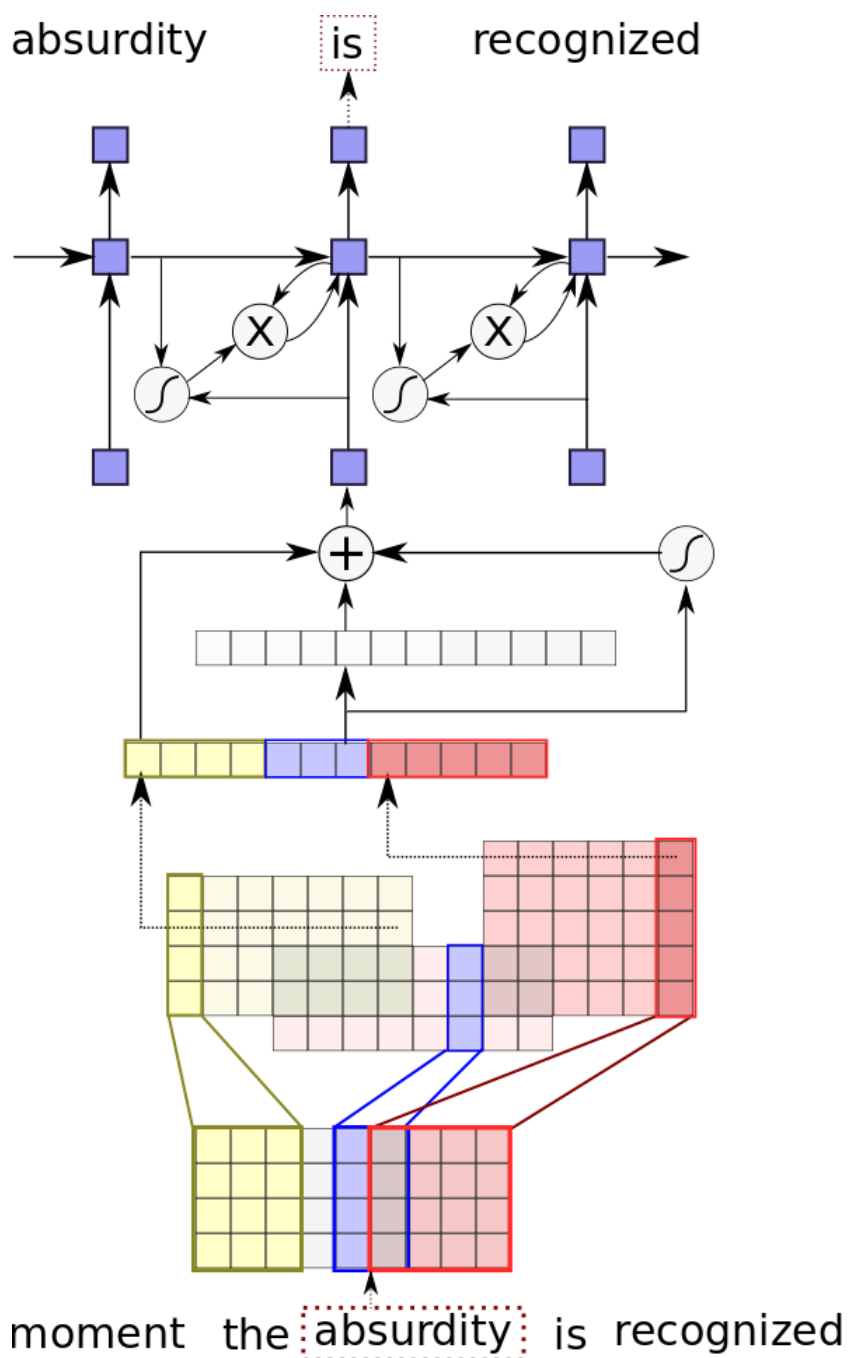 absurdity is recognized
X X
+
moment the absurdity is recognized